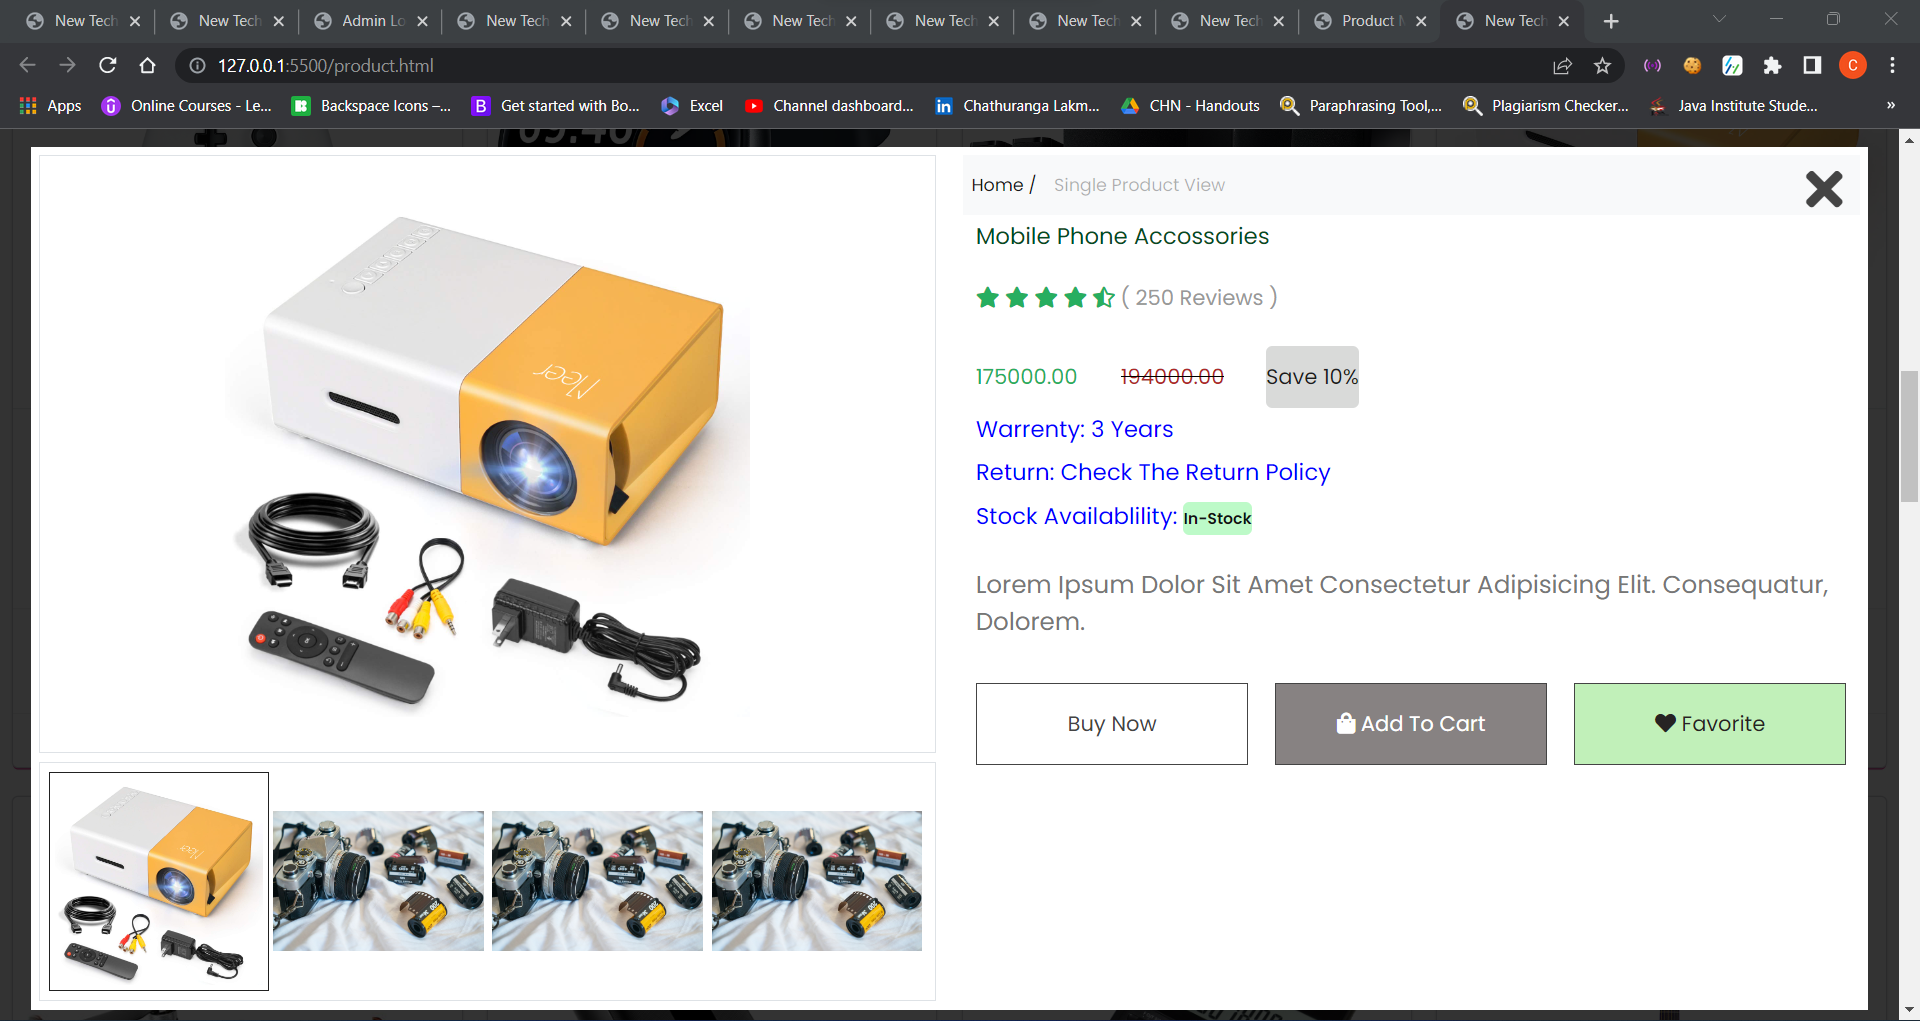 New Tech
New Tech
Admin Lo
New Tech
New Tech
New Tech
New Tech
New Tech
New Tech
Product M
New Tech
127.0.0.1:5500/product.html
C
Apps
Online Courses - Le...
Backspace Icons –...
Get started with Bo...
Excel
Channel dashboard...
Chathuranga Lakm...
CHN - Handouts
Paraphrasing Tool,...
Plagiarism Checker...
Java Institute Stude...
»
Home / Single Product View
Mobile Phone Accossories
( 250 Reviews )
175000.00 194000.00 Save 10%
Warrenty: 3 Years
Return: Check The Return Policy
Stock Availablility: In-Stock
Lorem Ipsum Dolor Sit Amet Consectetur Adipisicing Elit. Consequatur,
Dolorem.
Buy Now
Add To Cart
Favorite